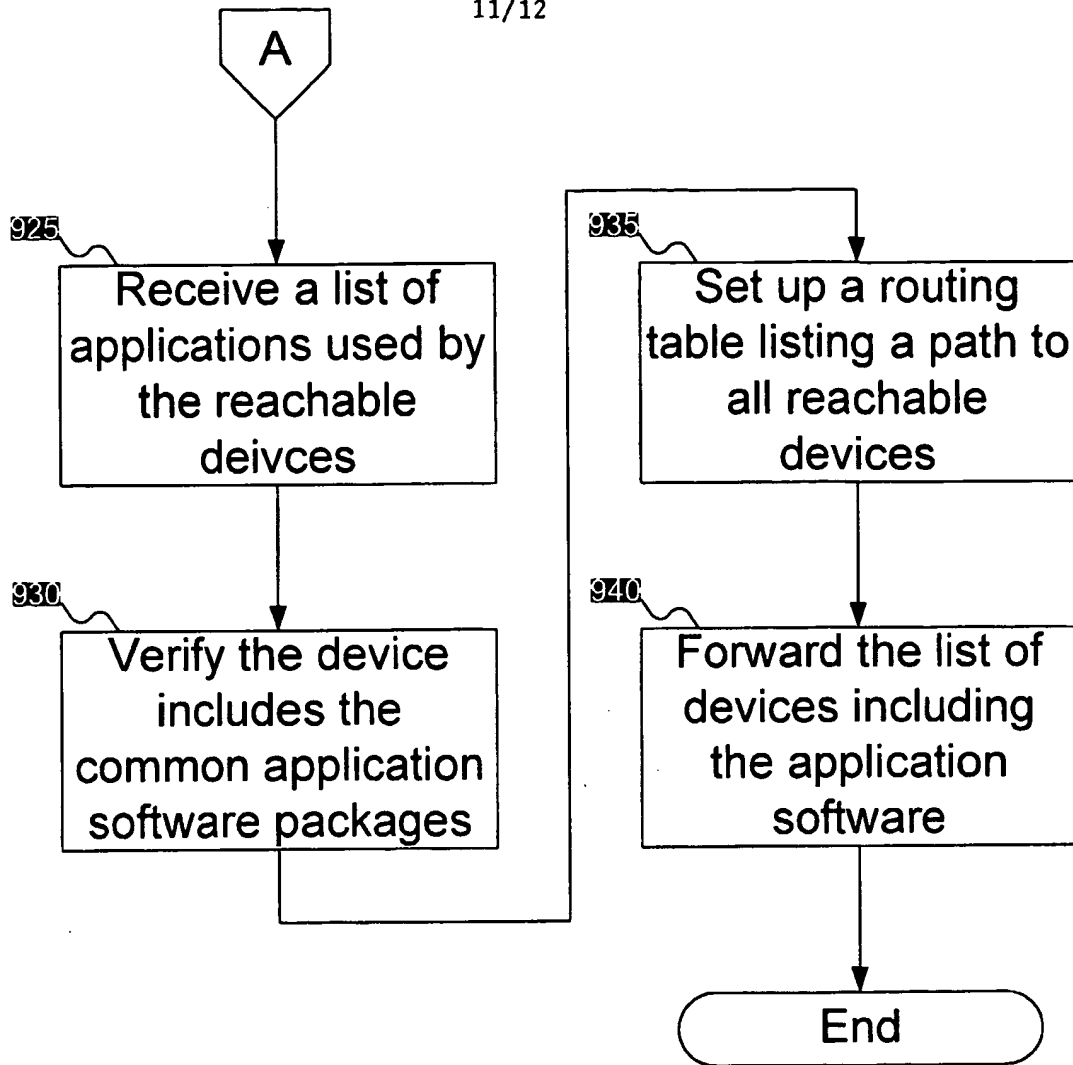 11/12
A
925
Receive a list of
applications used by
the reachable
deivces
930
Verify the device
includes the
common application
software packages
935
Set up a routing
table listing a path to
all reachable
devices
940
Forward the list of
devices including
the application
software
End